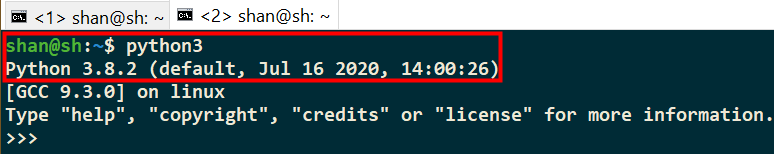 <1> shan@sh: ~ <2> shan@sh: ~
shan@sh:~$ python3
Python 3.8.2 (default, Jul 16 2020, 14:00:26)
[GCC 9.3.0] on linux
Type "help", "copyright", "credits" or "license" for more information.
>>>